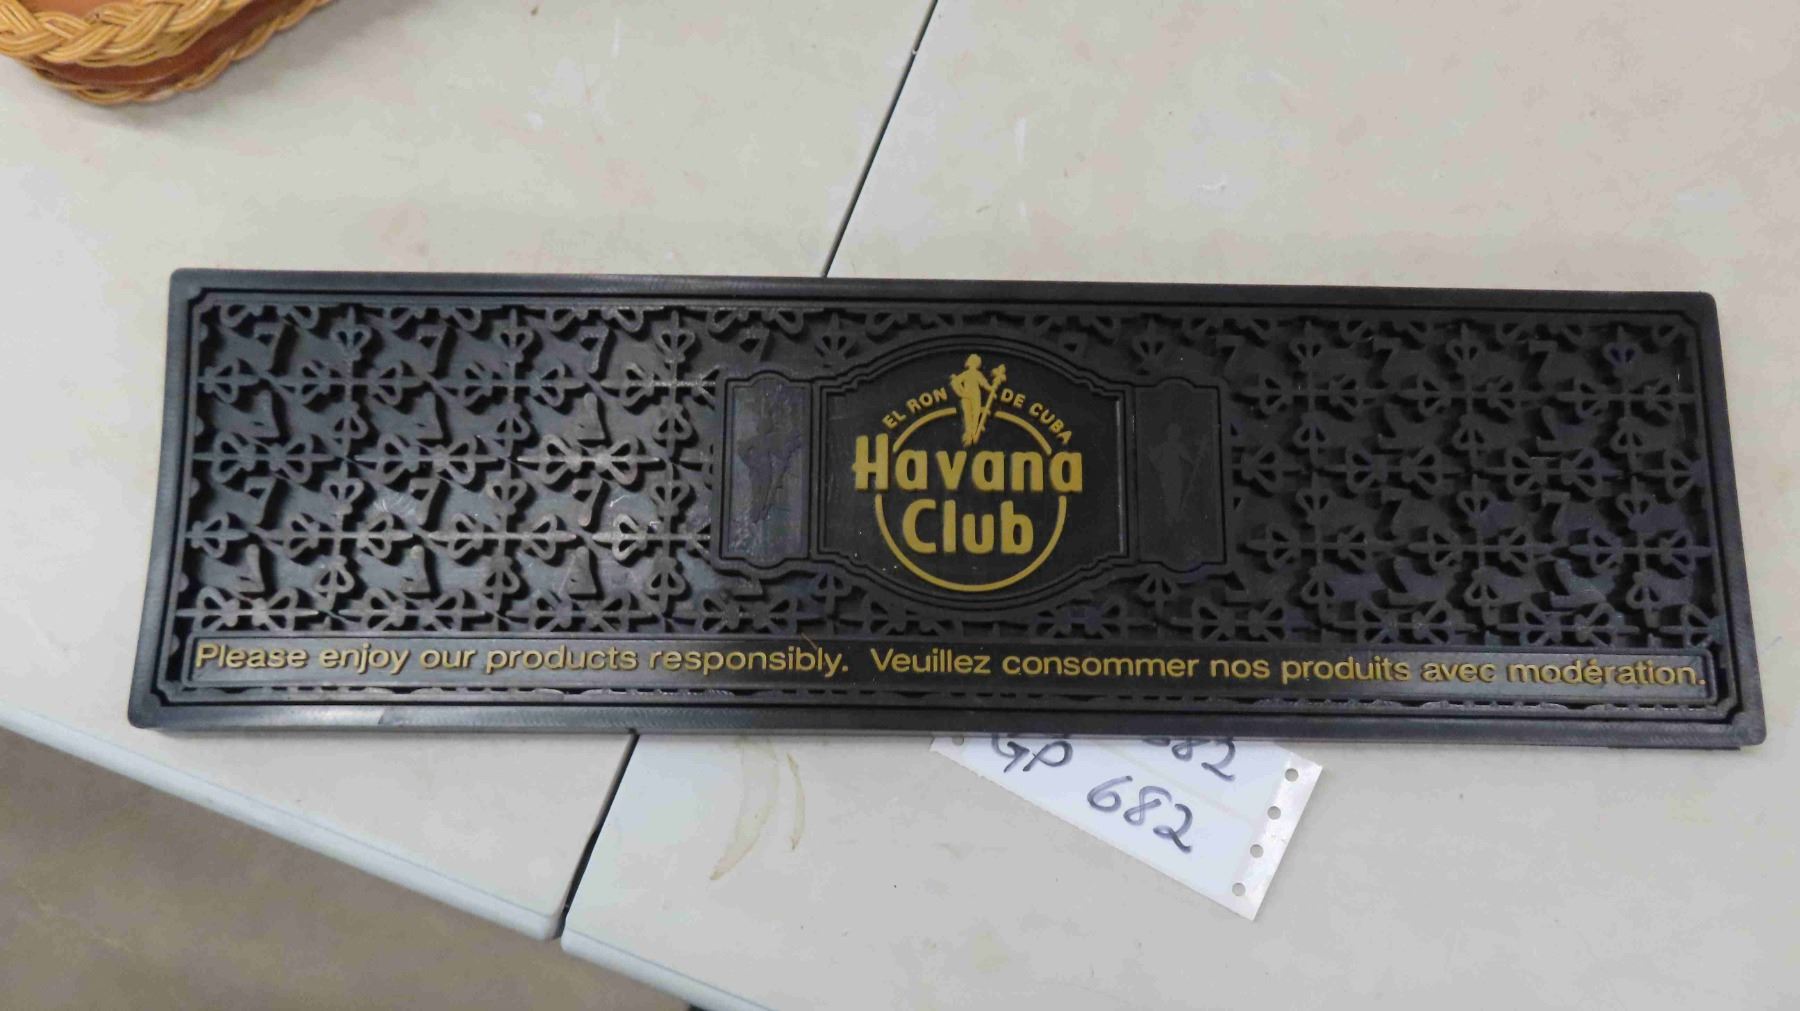 EL RON DE CUBA
Havana
Club
Please enjoy our products responsibly. Veuillez consommer nos produits avec modération.
682
GP
682